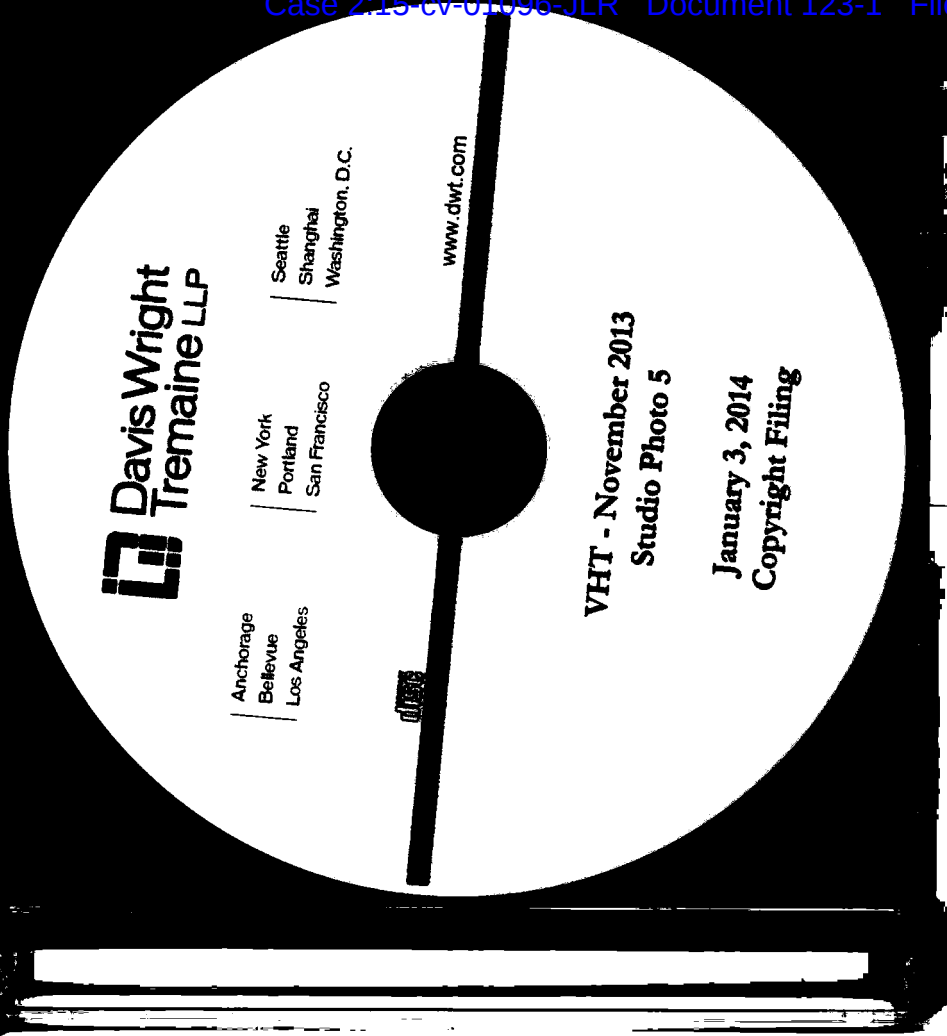 Case 2:15-cv-01096-JLR Document 123-1
Davis Wright
Tremaine LLP
Anchorage
Bellevue
Los Angeles
New York
Portland
San Francisco
Seattle
Shanghai
Washington, D.C.
www.dwt.com
disc
VHT - November 2013
Studio Photo 5
January 3, 2014
Copyright Filing